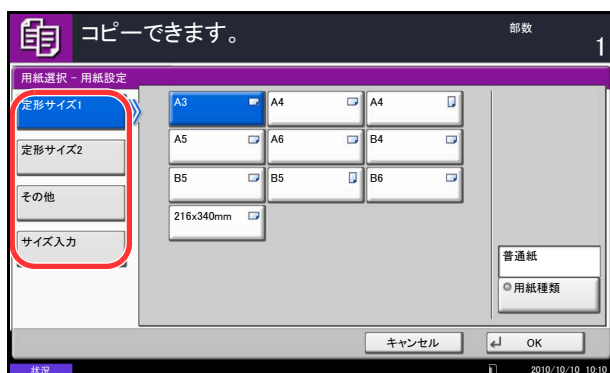 コピーできます。
部数
1
用紙選択 - 用紙設定
定形サイズ1
定形サイズ2
その他
サイズ入力
A3
A4
A4
A5
A6
B4
B5
B5
B6
216x340mm
普通紙
用紙種類
キャンセル
OK
状況
2010/10/10 10:10